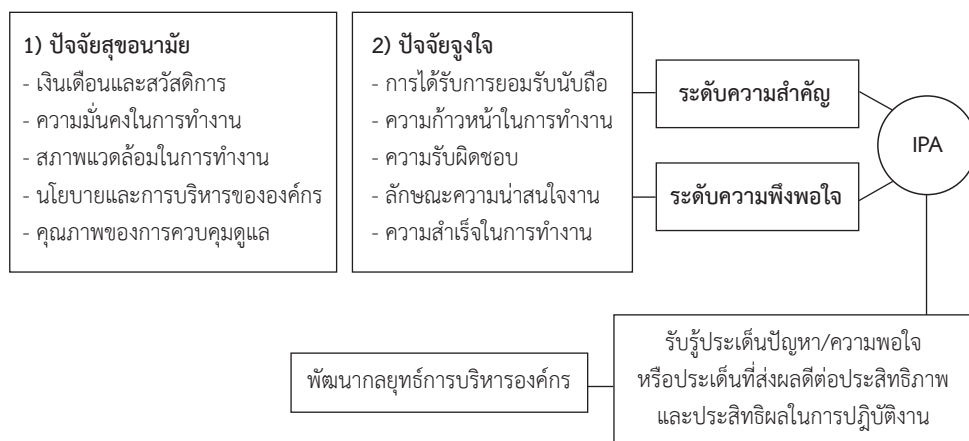 1) ปัจจัยสุขอนามัย
- เงินเดือนและสวัสดิการ
- ความมั่นคงในการทำงาน
- สภาพแวดล้อมในการทำงาน
- นโยบายและการบริหารขององค์กร
- คุณภาพของการควบคุมดูแล
2) ปัจจัยจูงใจ
- การได้รับการยอมรับนับถือ
- ความก้าวหน้าในการทำงาน
- ความรับผิดชอบ
- ลักษณะความน่าสนใจงาน
- ความสำเร็จในการทำงาน
ระดับความสำคัญ
ระดับความพึงพอใจ
IPA
รับรู้ประเด็นปัญหา/ความพอใจ
หรือประเด็นที่ส่งผลดีต่อประสิทธิภาพ
และประสิทธิผลในการปฏิบัติงาน
พัฒนากลยุทธ์การบริหารองค์กร